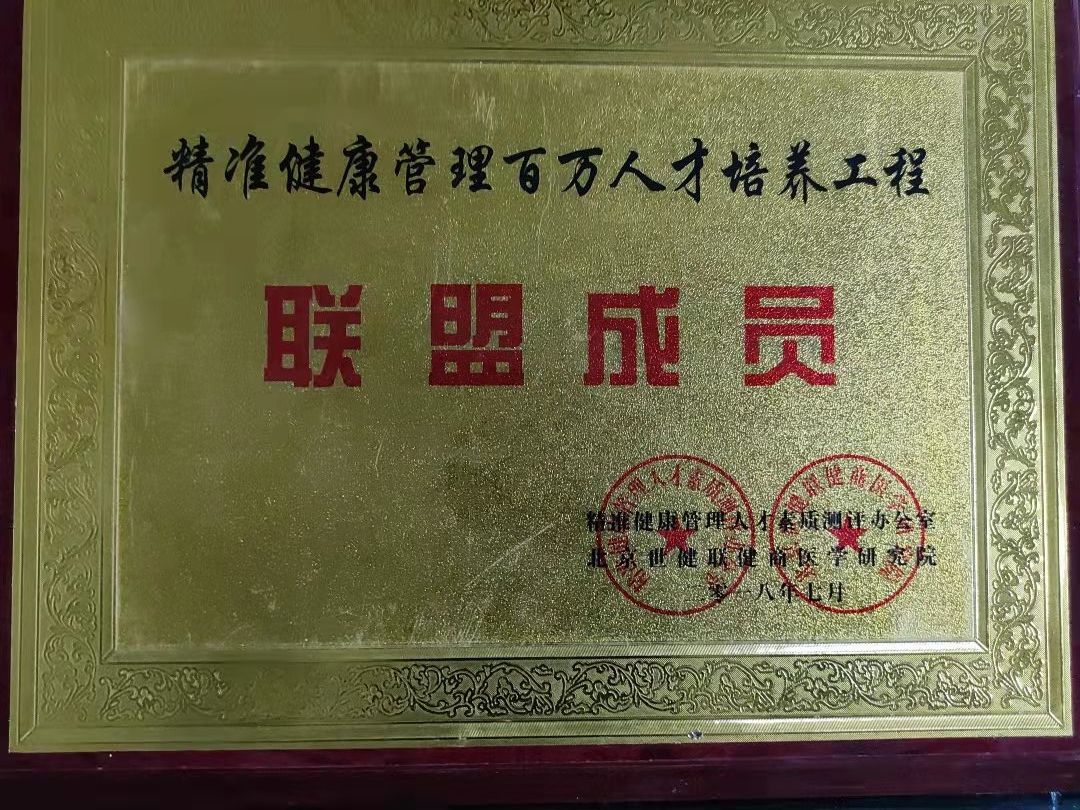 精准健康管理百万人才培养工程
联盟成员
精准健康管理人才素质测评办公室
北京世健联健商医学研究院
二零一八年七月